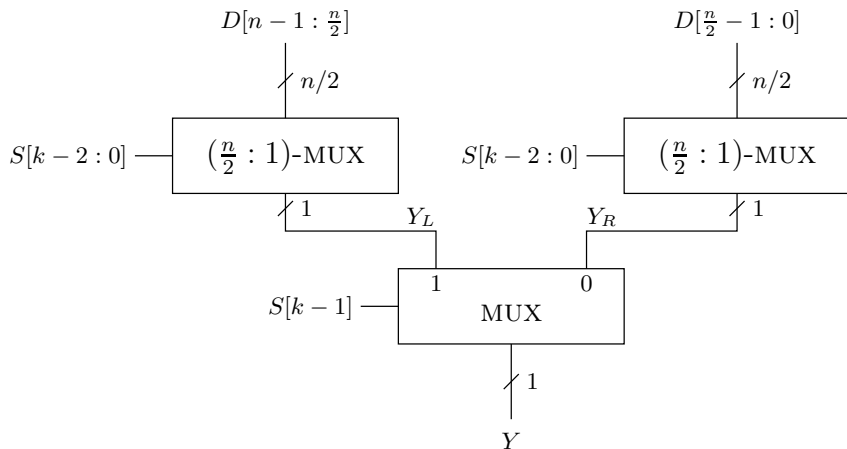 D[n − 1 : n/2] D[n/2 − 1 : 0]
n/2 n/2
S[k − 2 : 0] (n/2 : 1)-MUX S[k − 2 : 0] (n/2 : 1)-MUX
1 1
Y_L Y_R
1 0
S[k − 1] MUX
1
Y